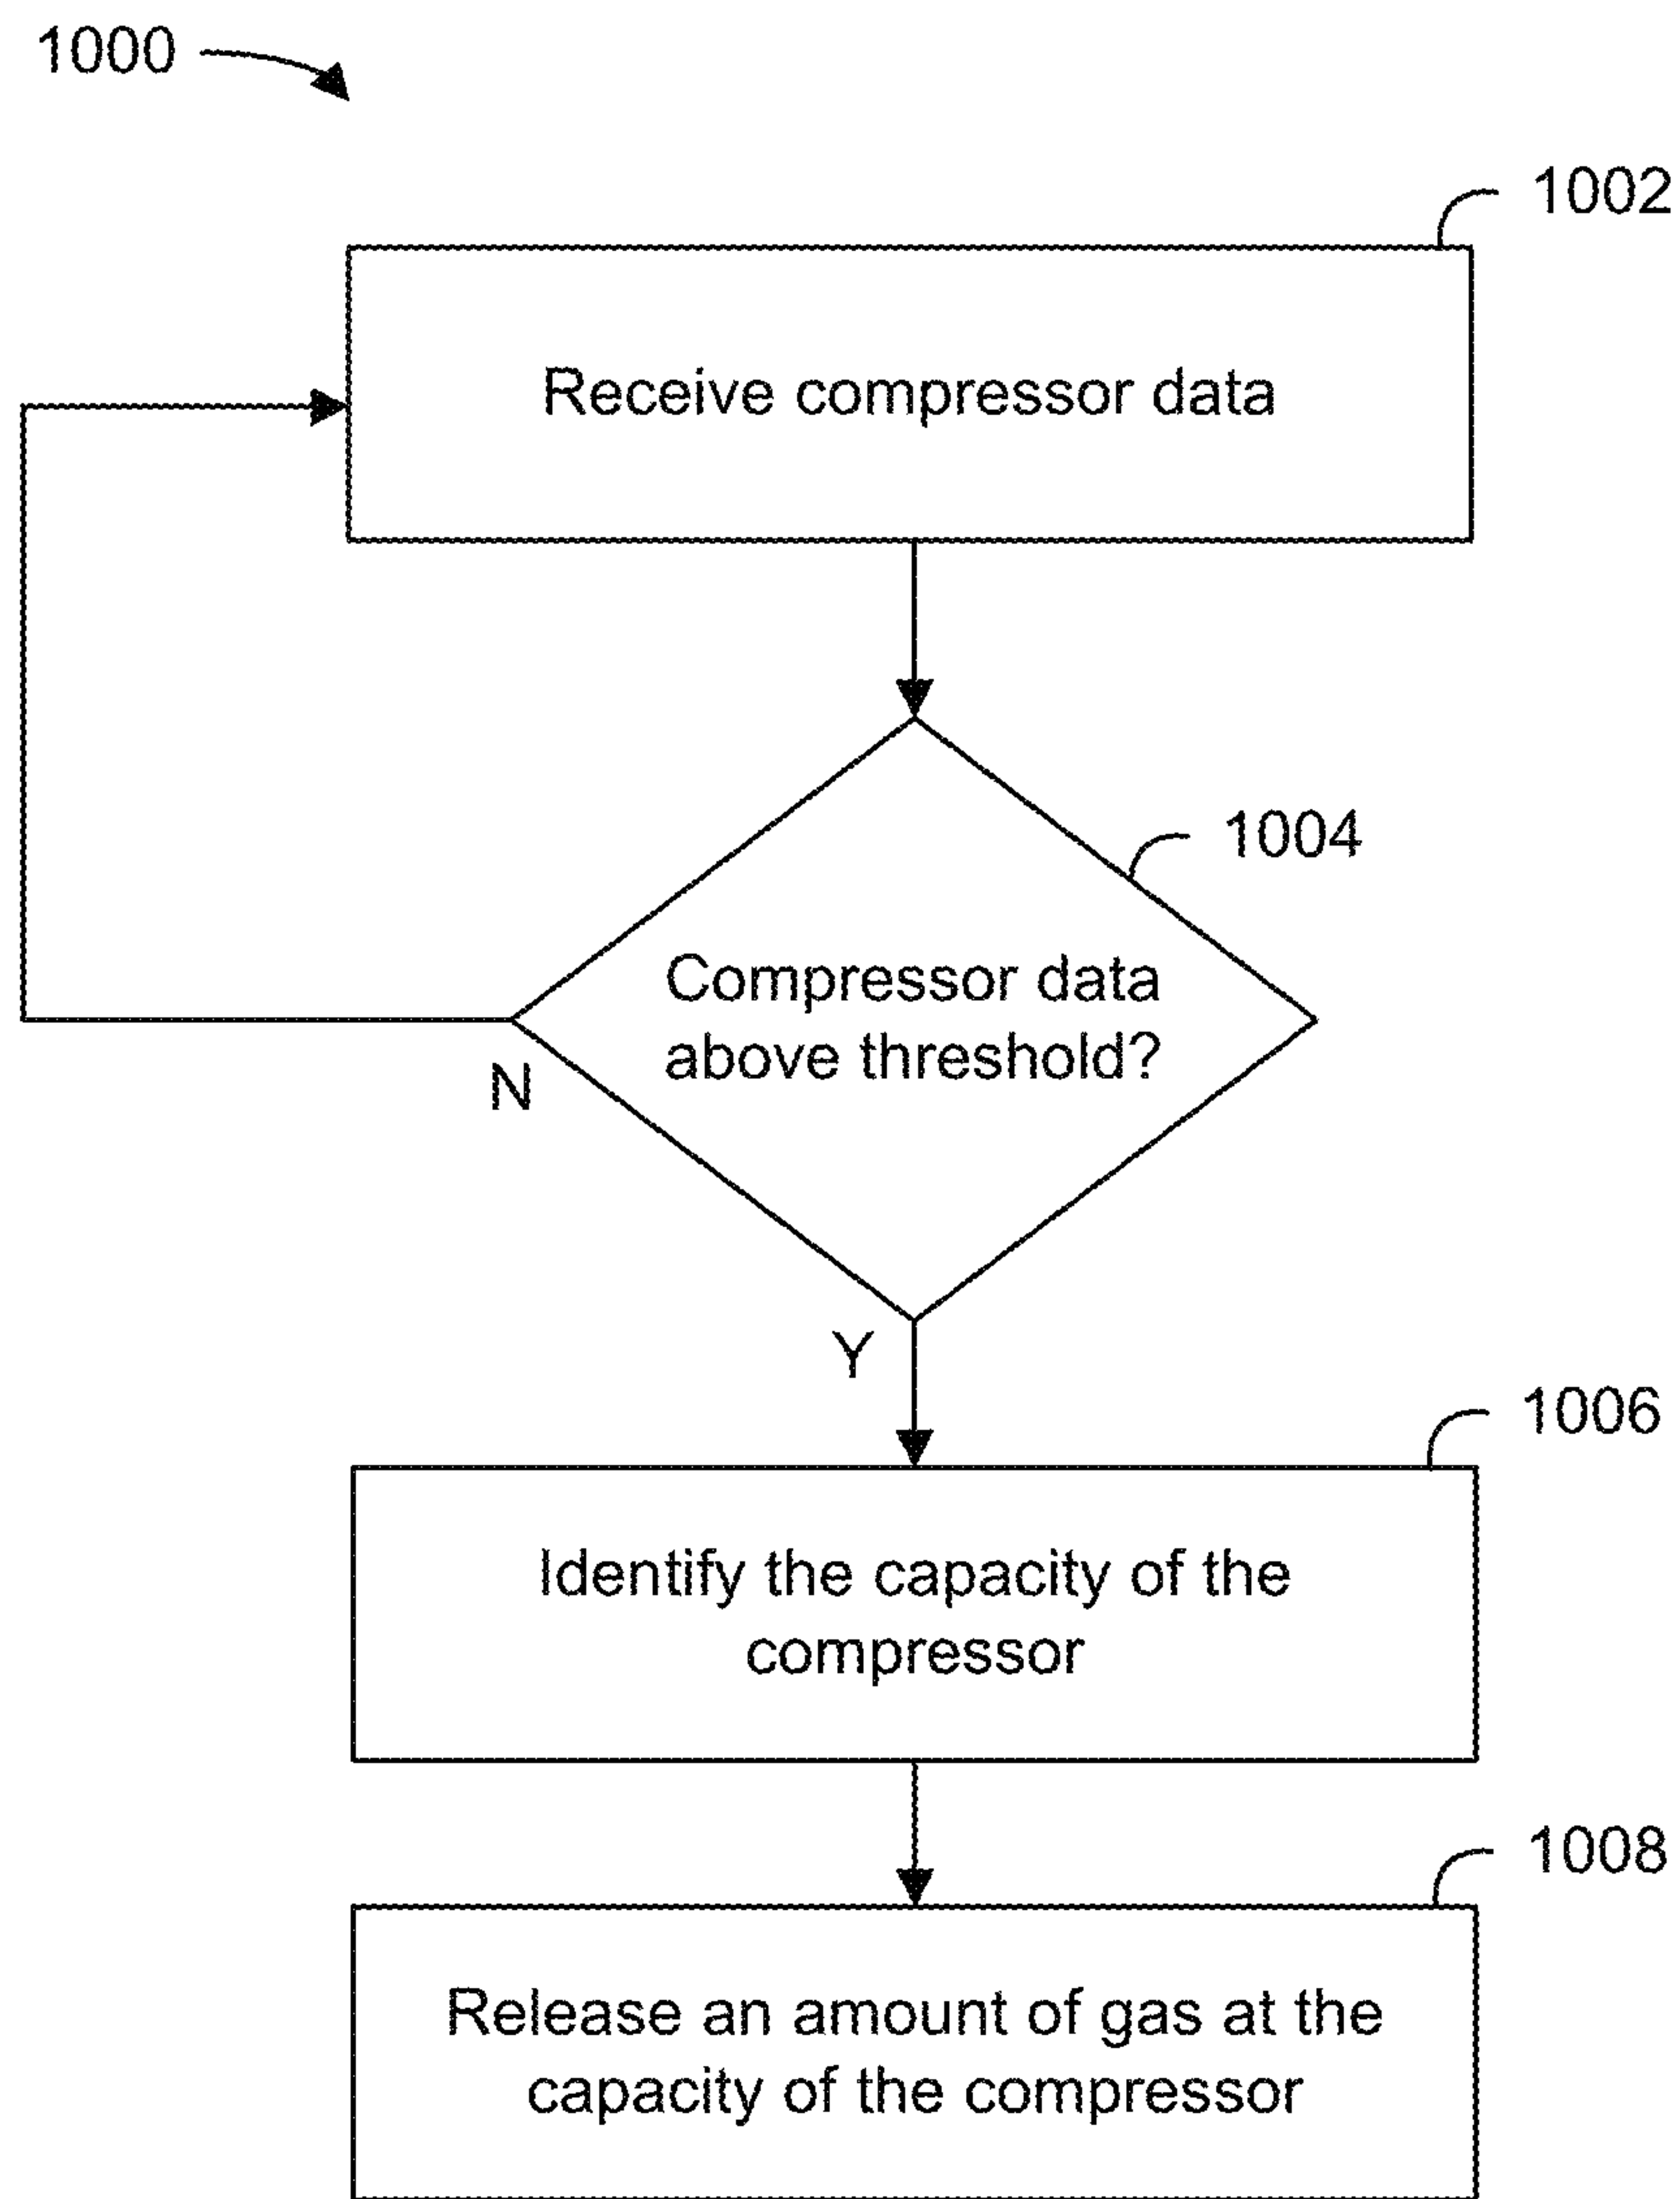 1000
1002
Receive compressor data
1004
Compressor data
above threshold?
N
Y
1006
Identify the capacity of the
compressor
1008
Release an amount of gas at the
capacity of the compressor